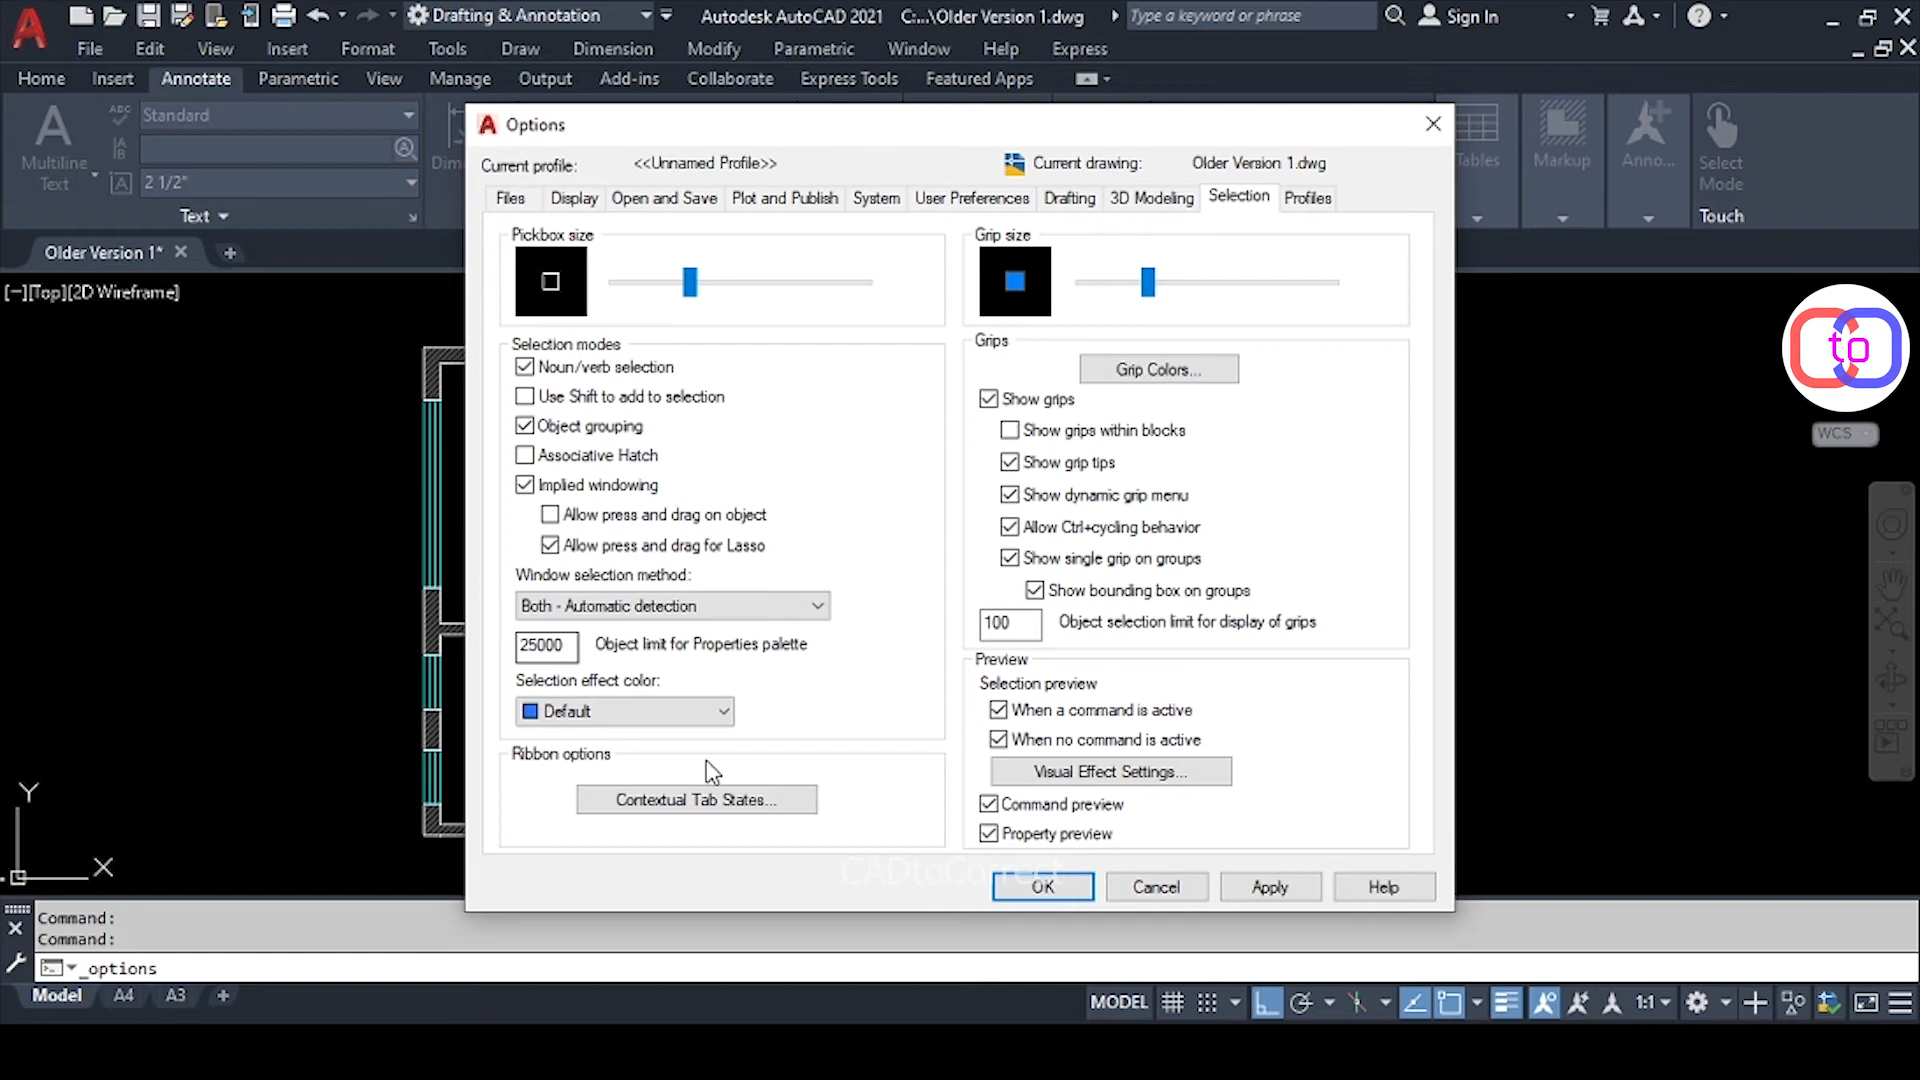 Drafting & Annotation
Autodesk AutoCAD 2021 C:...\Older Version 1.dwg
Type a keyword or phrase
Sign In
File Edit View Insert Format Tools Draw Dimension Modify Parametric Window Help Express
Home Insert Annotate Parametric View Manage Output Add-ins Collaborate Express Tools Featured Apps
A
Multiline
Text
ABC
Standard
A
B
A
2 1/2"
Text
Tables
Markup
Anno...
Select
Mode
Touch
Older Version 1*
[−][Top][2D Wireframe]
Options
Current profile: <<Unnamed Profile>> Current drawing: Older Version 1.dwg
Files Display Open and Save Plot and Publish System User Preferences Drafting 3D Modeling Selection Profiles
Pickbox size
Selection modes
Noun/verb selection
Use Shift to add to selection
Object grouping
Associative Hatch
Implied windowing
Allow press and drag on object
Allow press and drag for Lasso
Window selection method:
Both - Automatic detection
25000 Object limit for Properties palette
Selection effect color:
Default
Ribbon options
Contextual Tab States...
Grip size
Grips
Grip Colors...
Show grips
Show grips within blocks
Show grip tips
Show dynamic grip menu
Allow Ctrl+cycling behavior
Show single grip on groups
Show bounding box on groups
100 Object selection limit for display of grips
Preview
Selection preview
When a command is active
When no command is active
Visual Effect Settings...
Command preview
Property preview
CADtoCorrect
OK Cancel Apply Help
to
WCS
Y
X
Command:
Command:
_options
Model A4 A3
MODEL
1:1